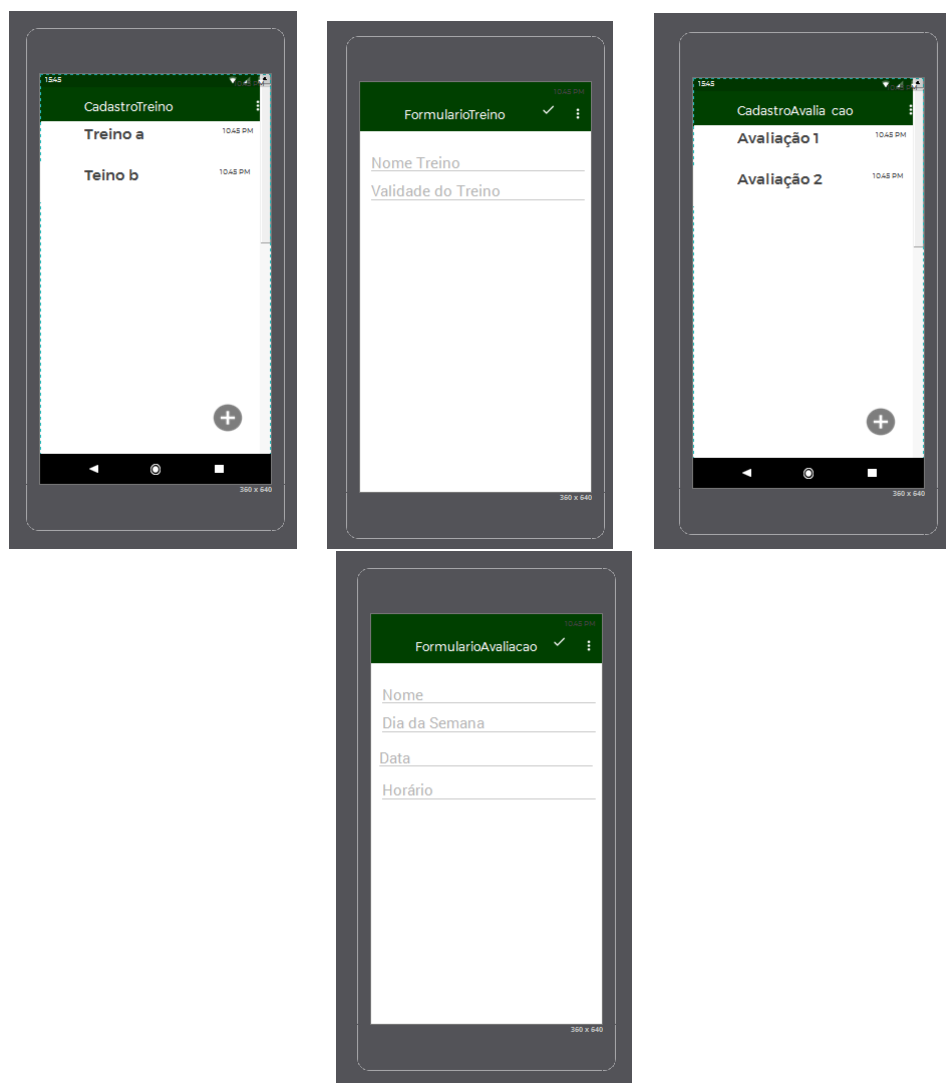 1545
CadastroTreino
Treino a
10:45 PM
Teino b
10:45 PM
360 x 640
10:45 PM
FormularioTreino
Nome Treino
Validade do Treino
360 x 640
1545
CadastroAvalia cao
Avaliação 1
10:45 PM
Avaliação 2
10:45 PM
360 x 640
10:45 PM
FormularioAvaliacao
Nome
Dia da Semana
Data
Horário
360 x 640